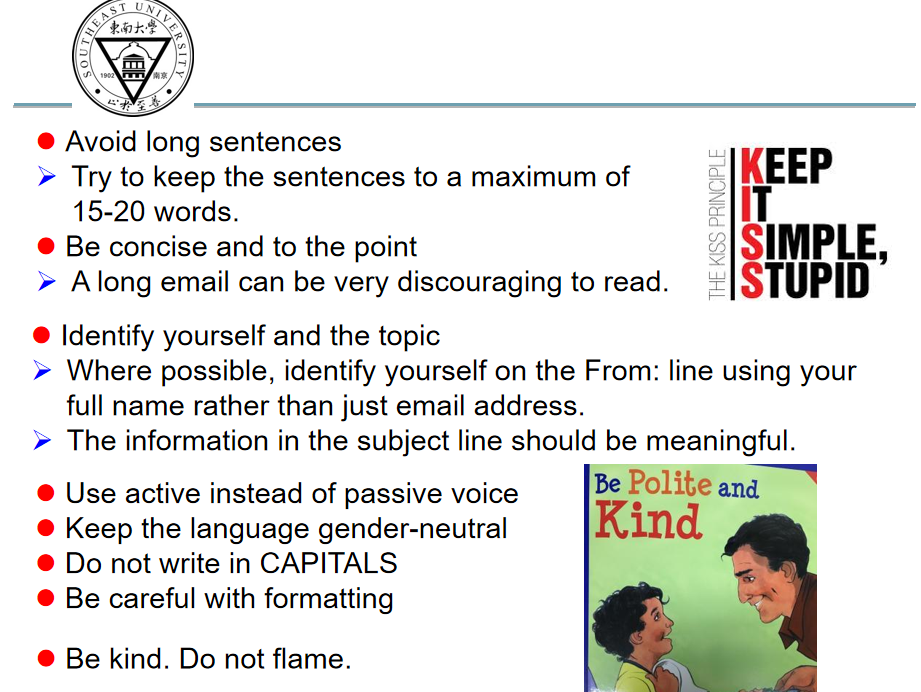 SOUTHEAST UNIVERSITY
東南大學
1902 南京
止於至善
Avoid long sentences
Try to keep the sentences to a maximum of
15-20 words.
Be concise and to the point
A long email can be very discouraging to read.
THE KISS PRINCIPLE
KEEP
IT
SIMPLE,
STUPID
Identify yourself and the topic
Where possible, identify yourself on the From: line using your
full name rather than just email address.
The information in the subject line should be meaningful.
Use active instead of passive voice
Keep the language gender-neutral
Do not write in CAPITALS
Be careful with formatting
Be kind. Do not flame.
Be Polite and
Kind